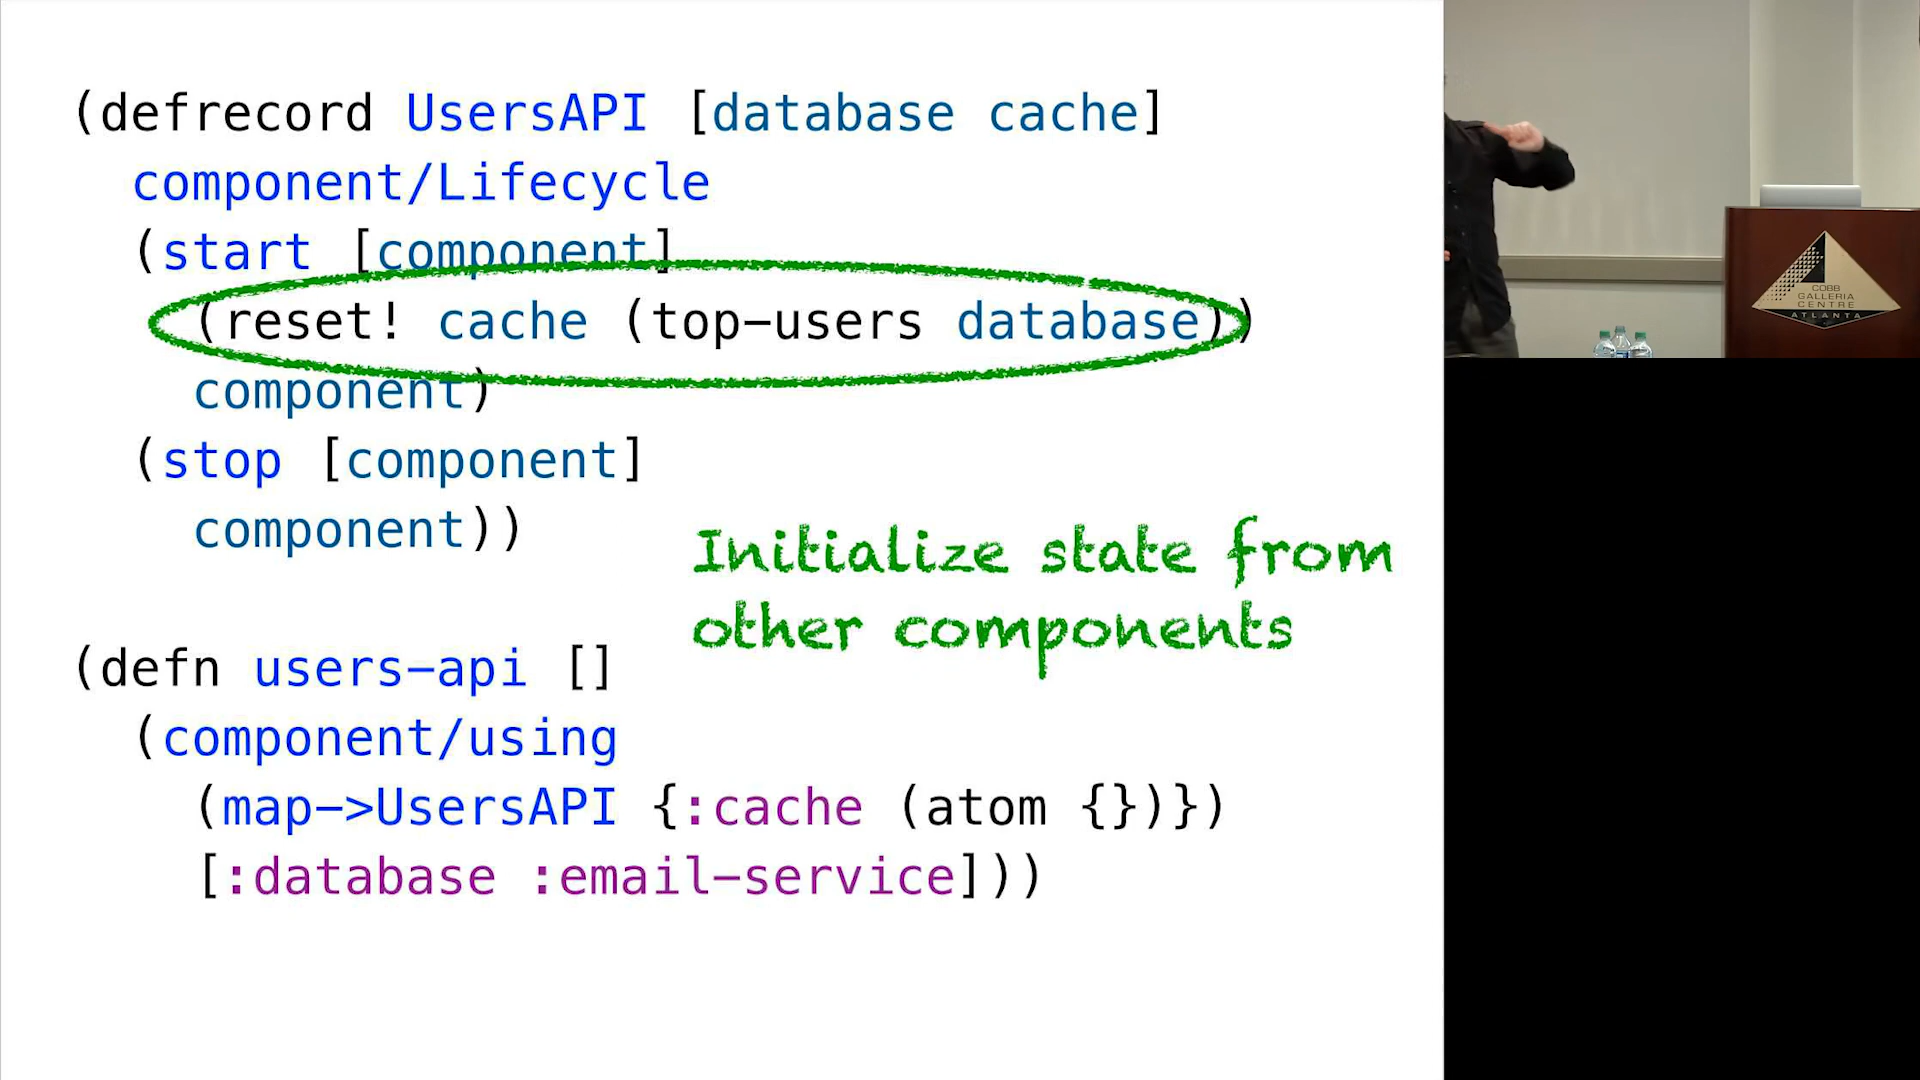 (defrecord UsersAPI [database cache]
component/Lifecycle
(start [component]
(reset! cache (top-users database))
component)
(stop [component]
component))
Initialize state from
other components
(defn users-api []
(component/using
(map->UsersAPI {:cache (atom {})})
[:database :email-service]))
COBB
GALLERIA
CENTRE
ATLANTA